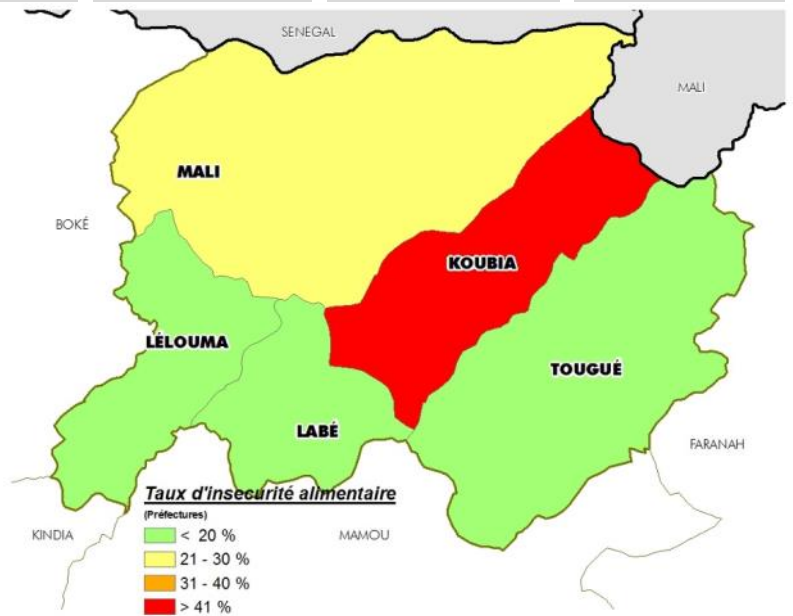 SENEGAL
MALI
MALI
BOKÉ
KOUBIA
LÉLOUMA
TOUGUÉ
LABÉ
FARANAH
Taux d'insécurité alimentaire
(Préfectures)
KINDIA
MAMOU
< 20 %
21 - 30 %
31 - 40 %
> 41 %